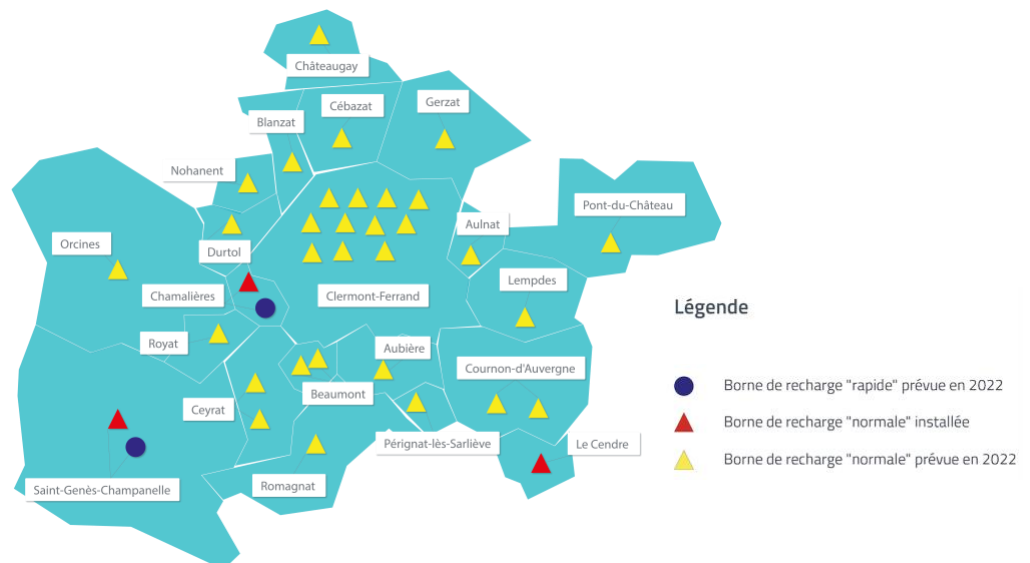 Châteaugay
Cébazat
Gerzat
Blanzat
Nohanent
Pont-du-Château
Aulnat
Orcines
Durtol
Lempdes
Chamalières
Clermont-Ferrand
Légende
Royat
Aubière
Cournon-d'Auvergne
Borne de recharge "rapide" prévue en 2022
Beaumont
Ceyrat
Borne de recharge "normale" installée
Pérignat-lès-Sarliève
Le Cendre
Borne de recharge "normale" prévue en 2022
Saint-Genès-Champanelle
Romagnat